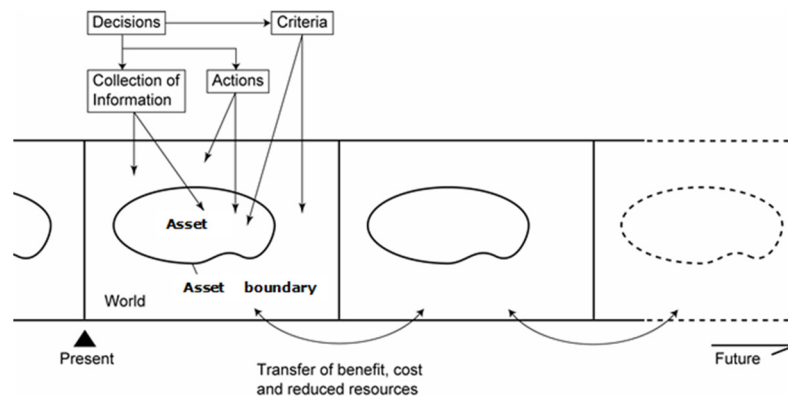 Decisions
Criteria
Collection of
Information
Actions
Asset
Asset boundary
World
Present
Transfer of benefit, cost
and reduced resources
Future